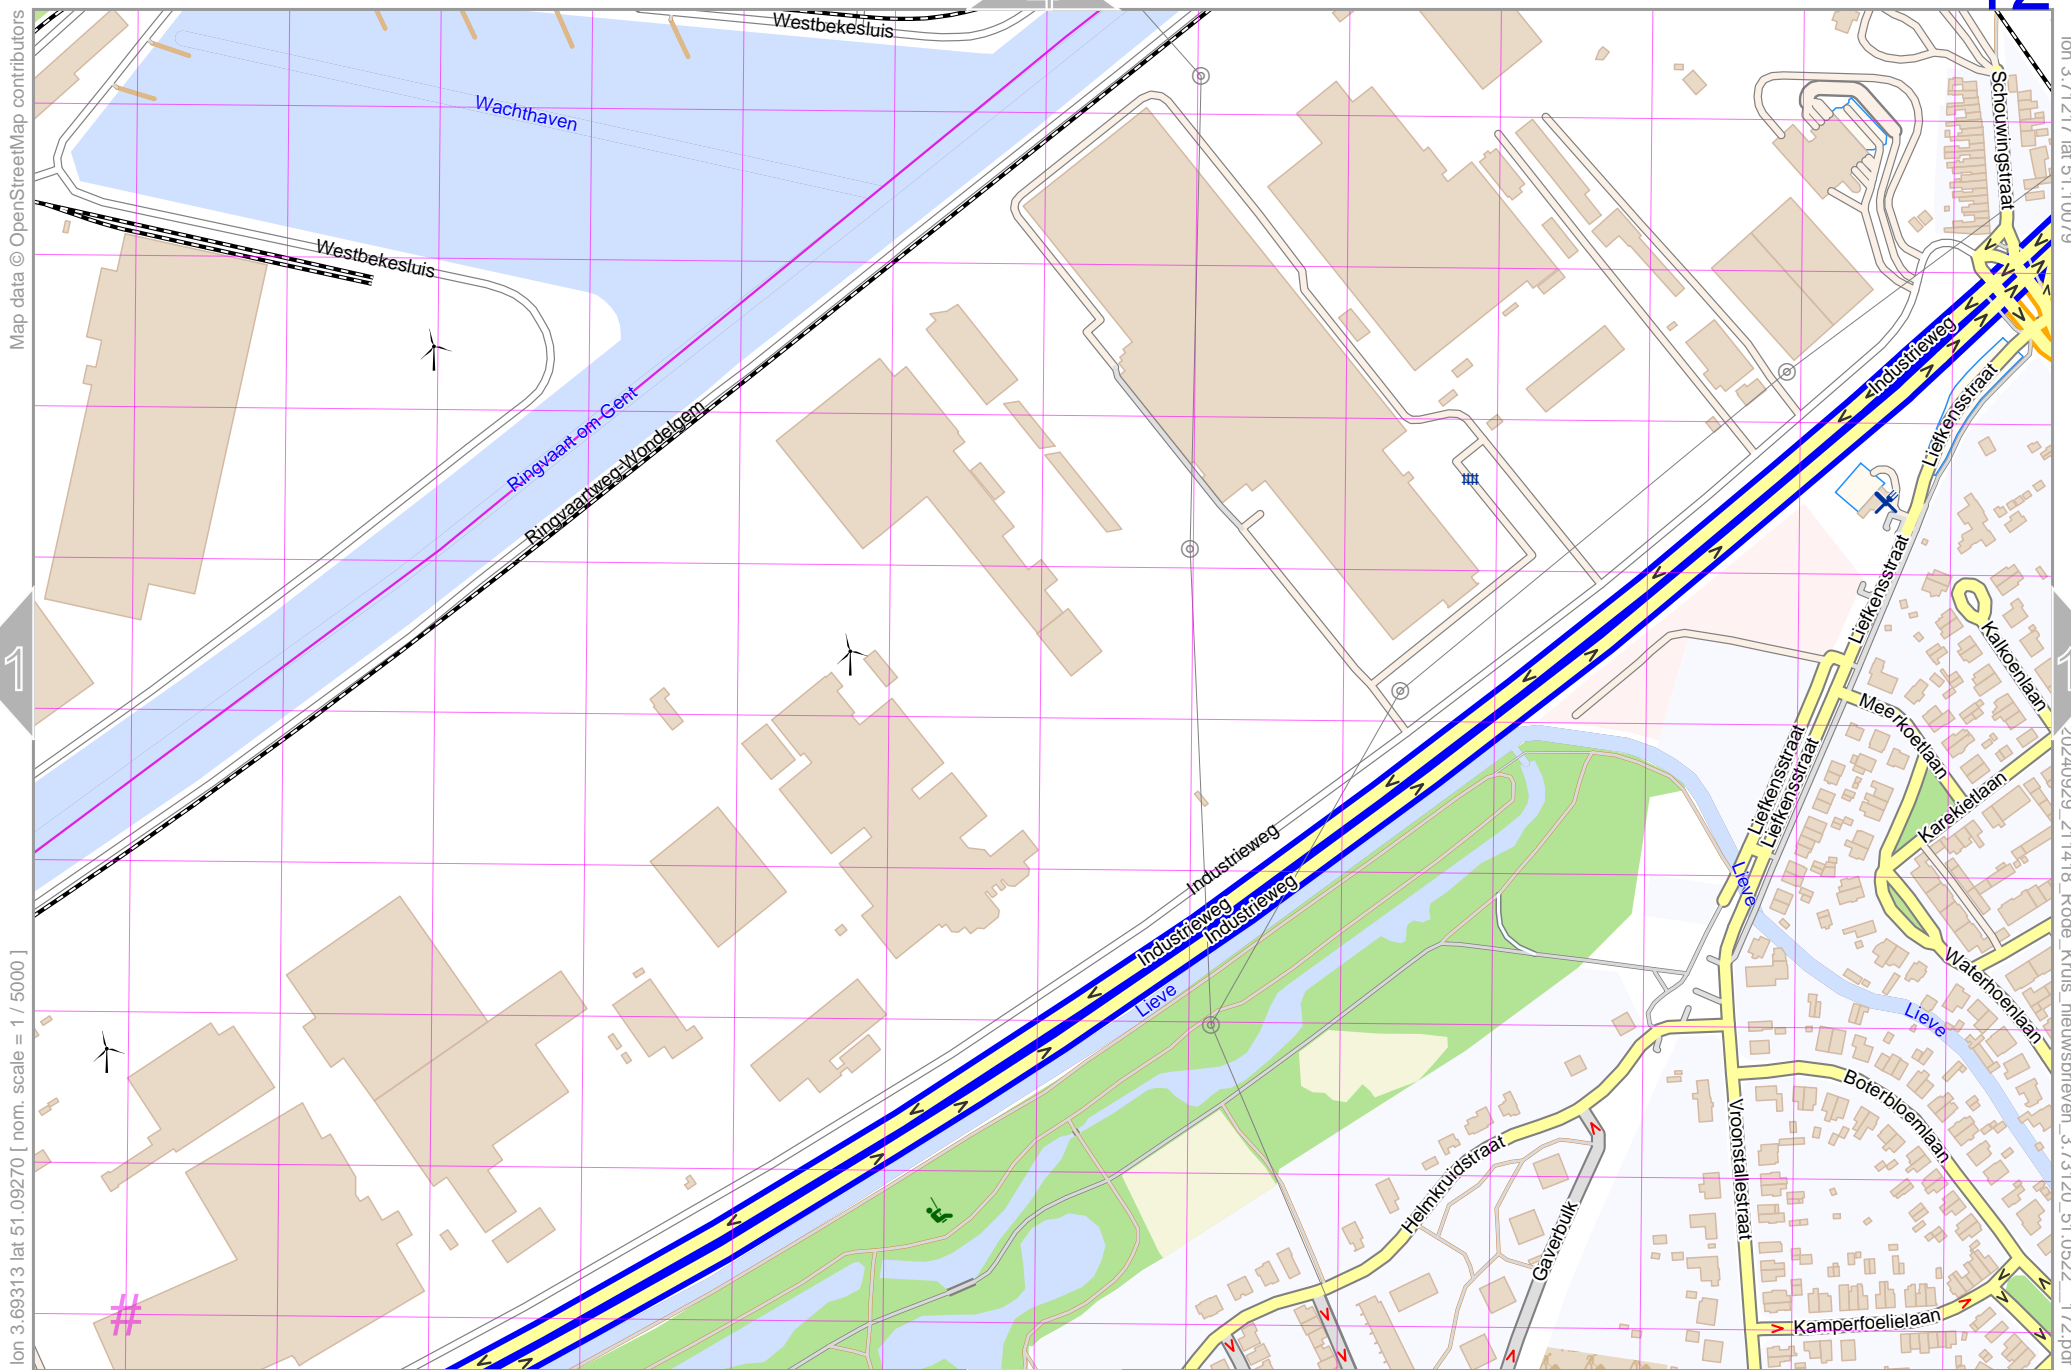 Westbekesluis
Wachthaven
Westbekesluis
Ringvaart om Gent
Ringvaartweg-Wondelgem
Schouwingstraat
Industrieweg
Liefkensstraat
Liefkensstraat
Kalkoenlaan
Meerkoetlaan
Liefkensstraat
Liefkensstraat
Karekietlaan
Lieve
Industrieweg
Industrieweg
Industrieweg
Lieve
Waterhoenlaan
Lieve
Boterbloemlaan
Vroonstallestraat
Helmkruidstraat
Gaverbulk
Kamperfoelielaan
#
1
Map data © OpenStreetMap contributors
lon 3.69313 lat 51.09270 [ nom. scale = 1 / 5000 ]